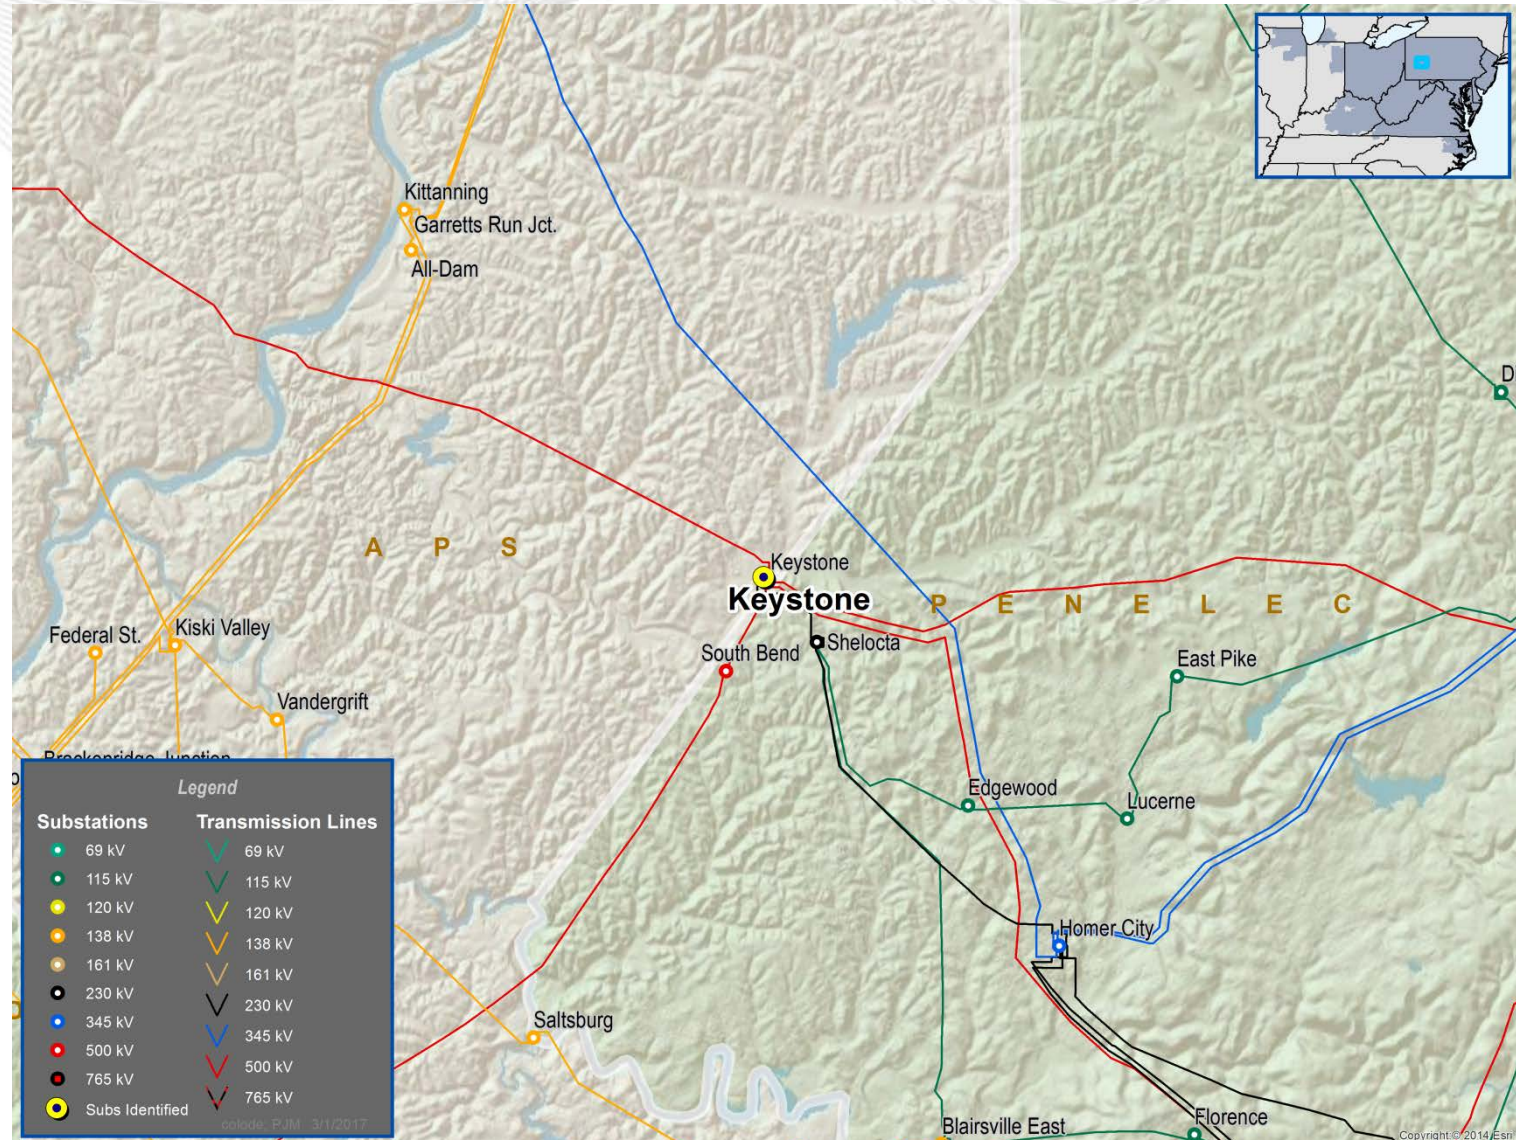 Kittanning
Garretts Run Jct.
All-Dam
D
A P S
Keystone
Keystone
P E N E L E C
Federal St.
Kiski Valley
South Bend
Shelocta
East Pike
Vandergrift
Edgewood
Lucerne
Homer City
Saltsburg
Blairsville East
Florence
Legend
Substations Transmission Lines
69 kV 69 kV
115 kV 115 kV
120 kV 120 kV
138 kV 138 kV
161 kV 161 kV
230 kV 230 kV
345 kV 345 kV
500 kV 500 kV
765 kV 765 kV
Subs Identified
colode; PJM 3/1/2017
Copyright © 2014 Esri